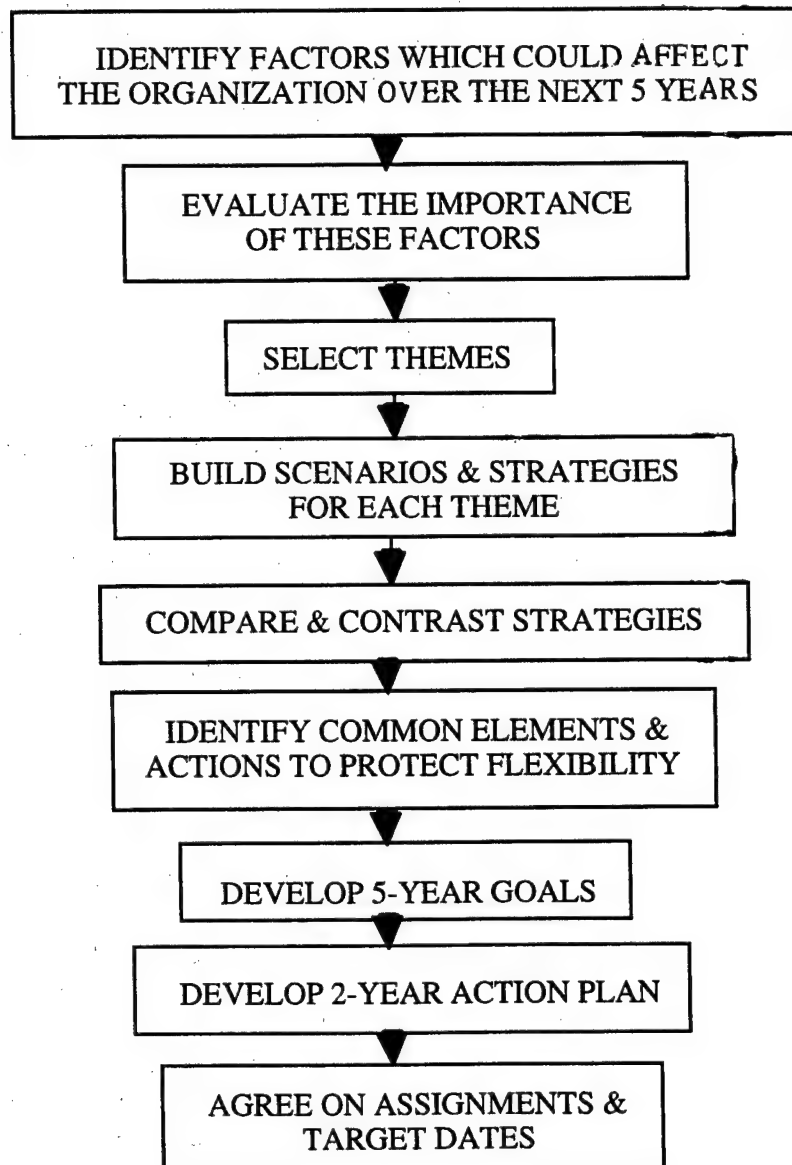 IDENTIFY FACTORS WHICH COULD AFFECT
THE ORGANIZATION OVER THE NEXT 5 YEARS
EVALUATE THE IMPORTANCE
OF THESE FACTORS
SELECT THEMES
BUILD SCENARIOS & STRATEGIES
FOR EACH THEME
COMPARE & CONTRAST STRATEGIES
IDENTIFY COMMON ELEMENTS &
ACTIONS TO PROTECT FLEXIBILITY
DEVELOP 5-YEAR GOALS
DEVELOP 2-YEAR ACTION PLAN
AGREE ON ASSIGNMENTS &
TARGET DATES